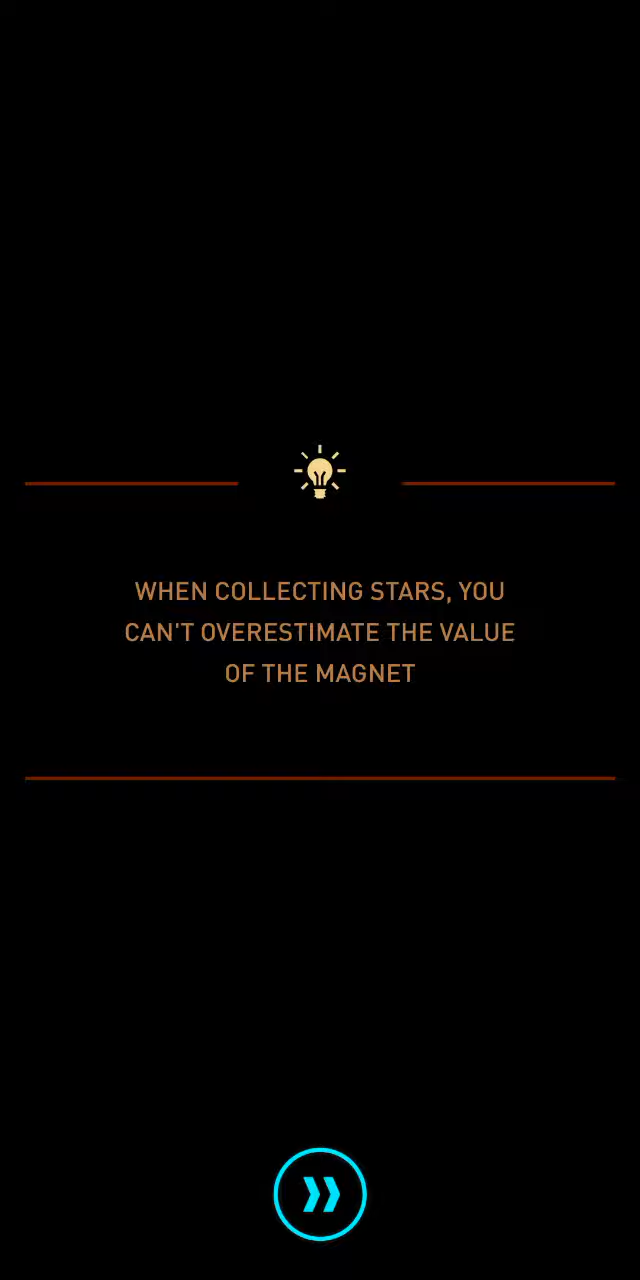 WHEN COLLECTING STARS, YOU
CAN'T OVERESTIMATE THE VALUE
OF THE MAGNET